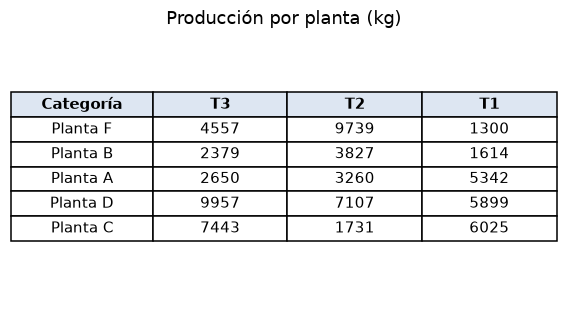 Producción por planta (kg)
Categoría T3 T2 T1
Planta F 4557 9739 1300
Planta B 2379 3827 1614
Planta A 2650 3260 5342
Planta D 9957 7107 5899
Planta C 7443 1731 6025